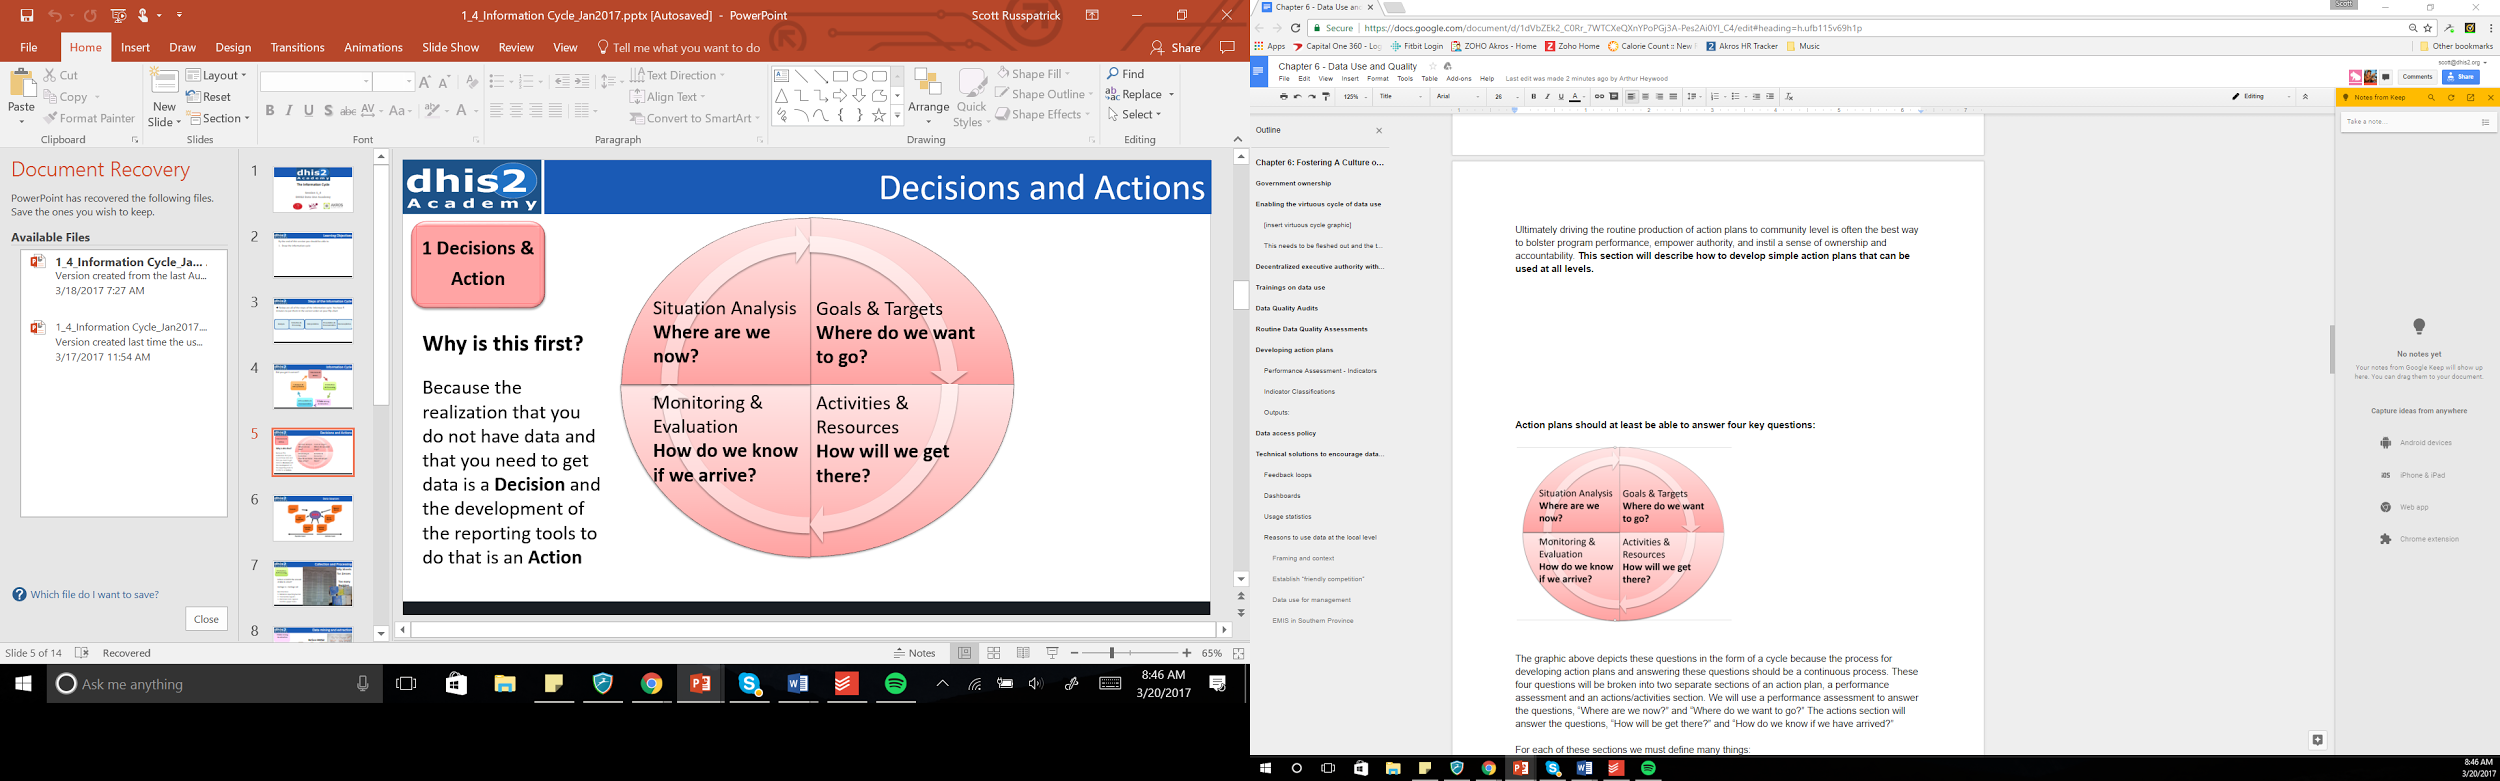 1_4_Information Cycle_Jan2017.pptx [Autosaved] - PowerPoint
Scott Russpatrick
File Home Insert Draw Design Transitions Animations Slide Show Review View Tell me what you want to do
Share
Paste
Cut
Copy
Format Painter
Clipboard
New Slide
Layout
Reset
Section
Slides
B I U S abc AV Aa A
Font
Text Direction
Align Text
Convert to SmartArt
Paragraph
Arrange
Quick Styles
Shape Fill
Shape Outline
Shape Effects
Drawing
Find
Replace
Select
Editing
Document Recovery
PowerPoint has recovered the following files.
Save the ones you wish to keep.
Available Files
1_4_Information Cycle_Ja...
Version created from the last Au...
3/18/2017 7:27 AM
1_4_Information Cycle_Jan2017....
Version created last time the us...
3/17/2017 11:54 AM
Which file do I want to save?
Close
1
2
3
4
5
6
7
8
dhis2
Academy
Decisions and Actions
1 Decisions &
Action
Why is this first?
Because the
realization that you
do not have data and
that you need to get
data is a Decision and
the development of
the reporting tools to
do that is an Action
Situation Analysis
Where are we
now?
Goals & Targets
Where do we want
to go?
Monitoring &
Evaluation
How do we know
if we arrive?
Activities &
Resources
How will we get
there?
Slide 5 of 14
Recovered
Notes
65%
Ask me anything
8:46 AM
3/20/2017
Chapter 6 - Data Use and
Scott
Secure
https://docs.google.com/document/d/1dVbZEk2_C0Rr_7WTCXeQXnYPoPGj3A-Pes2Ai0Yl_C4/edit#heading=h.ufb115v69h1p
Apps Capital One 360 - Log Fitbit Login ZOHO Akros - Home Zoho Home Calorie Count :: New Akros HR Tracker Music
Other bookmarks
Chapter 6 - Data Use and Quality
scott@dhis2.org
File Edit View Insert Format Tools Table Add-ons Help Last edit was made 2 minutes ago by Arthur Heywood
Comments
Share
125% Title Arial 26 B I U A
Editing
Outline
Chapter 6: Fostering A Culture o...
Government ownership
Enabling the virtuous cycle of data use
[insert virtuous cycle graphic]
This needs to be fleshed out and the t...
Decentralized executive authority with...
Trainings on data use
Data Quality Audits
Routine Data Quality Assessments
Developing action plans
Performance Assessment - Indicators
Indicator Classifications
Outputs:
Data access policy
Technical solutions to encourage data...
Feedback loops
Dashboards
Usage statistics
Reasons to use data at the local level
Framing and context
Establish "friendly competition"
Data use for management
EMIS in Southern Province
Ultimately driving the routine production of action plans to community level is often the best way
to bolster program performance, empower authority, and instil a sense of ownership and
accountability. This section will describe how to develop simple action plans that can be
used at all levels.
Action plans should at least be able to answer four key questions:
Situation Analysis
Where are we
now?
Goals & Targets
Where do we want
to go?
Monitoring &
Evaluation
How do we know
if we arrive?
Activities &
Resources
How will we get
there?
The graphic above depicts these questions in the form of a cycle because the process for
developing action plans and answering these questions should be a continuous process. These
four questions will be broken into two separate sections of an action plan, a performance
assessment and an actions/activities section. We will use a performance assessment to answer
the questions, "Where are we now?" and "Where do we want to go?" The actions section will
answer the questions, "How will be get there?" and "How do we know if we have arrived?"
For each of these sections we must define many things:
Notes from Keep
Take a note...
No notes yet
Your notes from Google Keep will show up
here. You can drag them to your document.
Capture ideas from anywhere
Android devices
iOS iPhone & iPad
Web app
Chrome extension
8:46 AM
3/20/2017